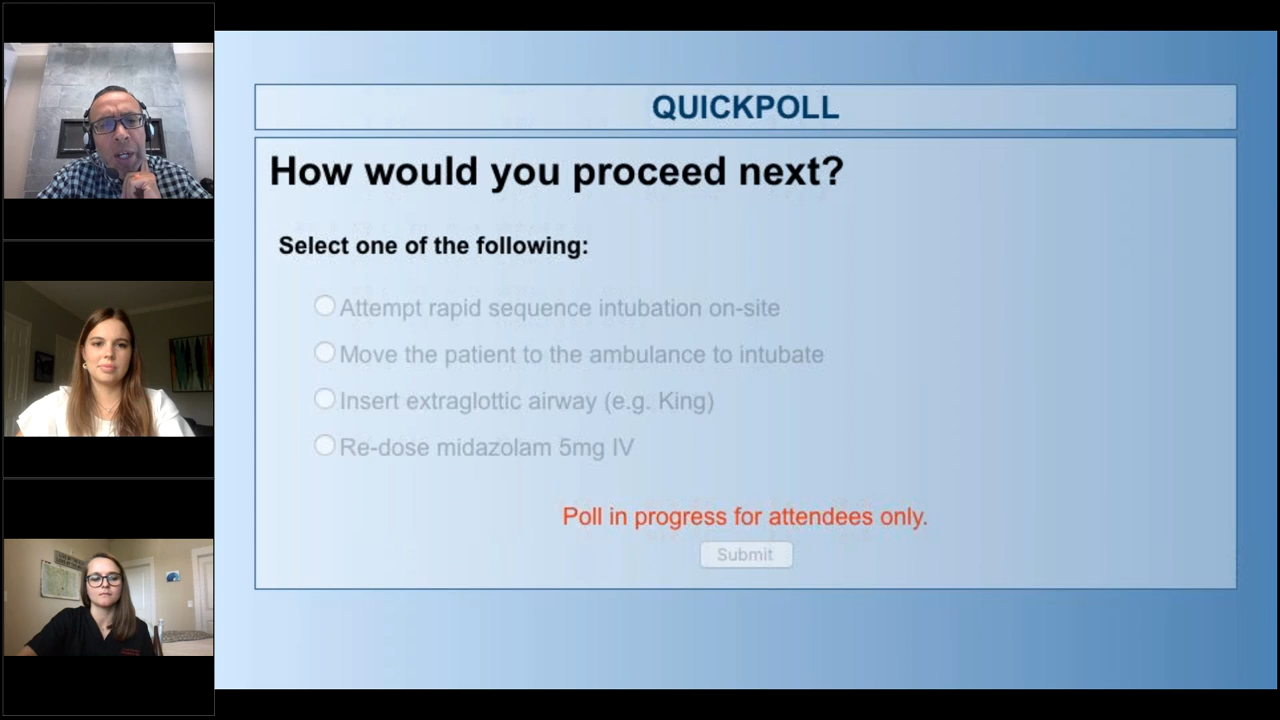 QUICKPOLL
How would you proceed next?
Select one of the following:
Attempt rapid sequence intubation on-site
Move the patient to the ambulance to intubate
Insert extraglottic airway (e.g. King)
Re-dose midazolam 5mg IV
Poll in progress for attendees only.
Submit